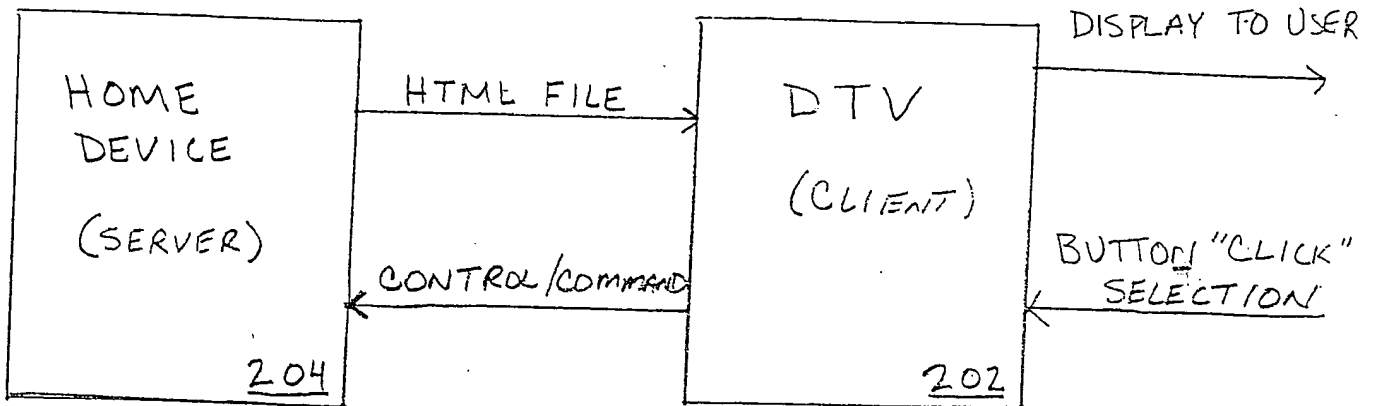 DISPLAY TO USER
HOME
DEVICE
(SERVER)
204
HTML FILE
CONTROL/COMMAND
DTV
(CLIENT)
202
BUTTON "CLICK"
SELECTION